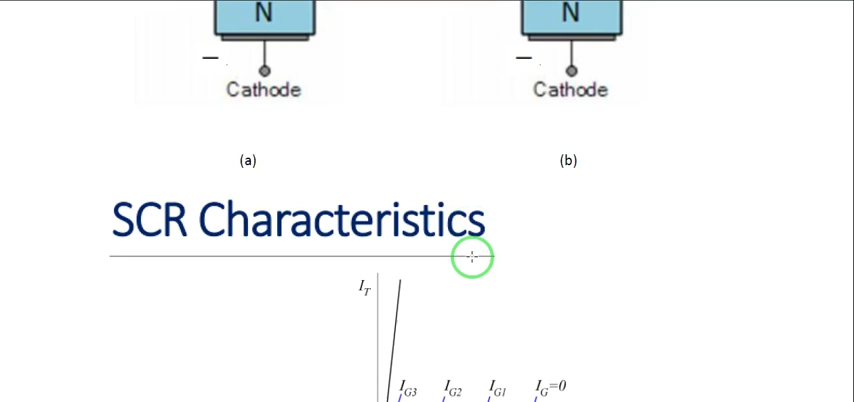 N N
Cathode Cathode
(a) (b)
SCR Characteristics
I_T
I_G3 I_G2 I_G1 I_G=0